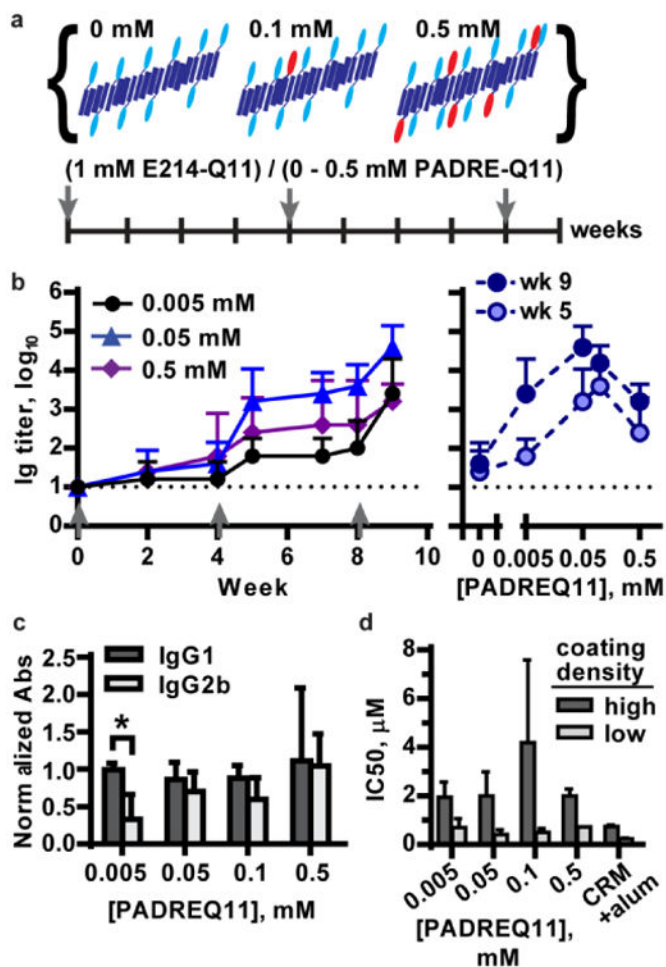 a
0 mM 0.1 mM 0.5 mM
(1 mM E214-Q11) / (0 - 0.5 mM PADRE-Q11)
weeks
b
Ig titer, log10
6
5
4
3
2
1
0
0.005 mM
0.05 mM
0.5 mM
0 2 4 6 8 10
Week
wk 9
wk 5
0 0.005 0.05 0.5
[PADREQ11], mM
c
Norm alized Abs
2.5
2.0
1.5
1.0
0.5
0.0
IgG1
IgG2b
*
0.005 0.05 0.1 0.5
[PADREQ11], mM
d
IC50, μM
8
6
4
2
0
coating
density
high
low
0.005 0.05 0.1 0.5 CRM
+alum
[PADREQ11],
mM